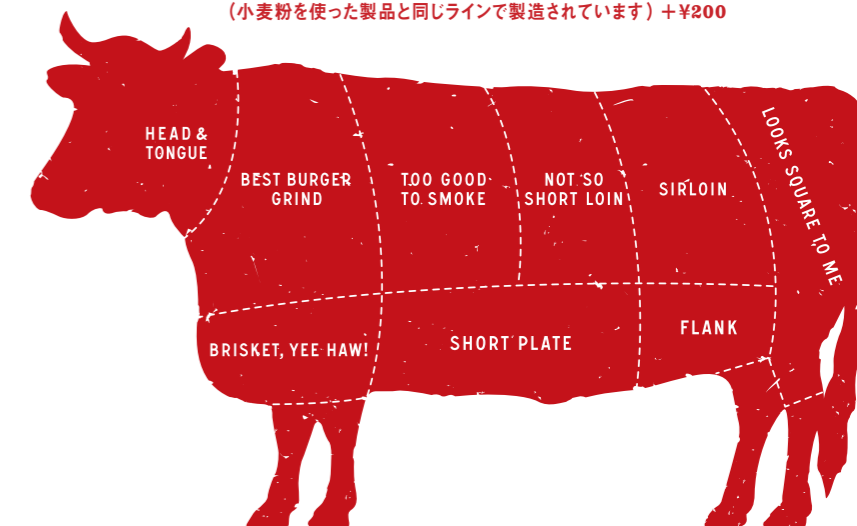 （小麦粉を使った製品と同じラインで製造されています）＋¥200
HEAD &
TONGUE
BEST BURGER
GRIND
TOO GOOD
TO SMOKE
NOT SO
SHORT LOIN
SIRLOIN
LOOKS SQUARE TO ME
BRISKET, YEE HAW!
SHORT PLATE
FLANK